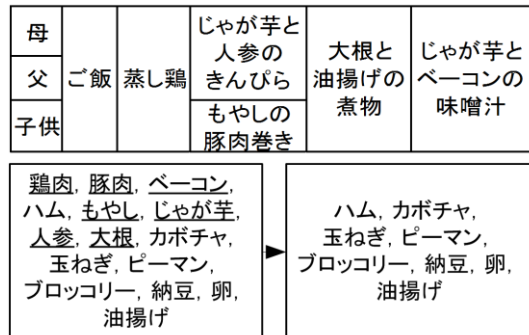 母
父
子供
ご飯
蒸し鶏
じゃが芋と
人参の
きんぴら
もやしの
豚肉巻き
大根と
油揚げの
煮物
じゃが芋と
ベーコンの
味噌汁
鶏肉, 豚肉, ベーコン,
ハム, もやし, じゃが芋,
人参, 大根, カボチャ,
玉ねぎ, ピーマン,
ブロッコリー, 納豆, 卵,
油揚げ
ハム, カボチャ,
玉ねぎ, ピーマン,
ブロッコリー, 納豆, 卵,
油揚げ